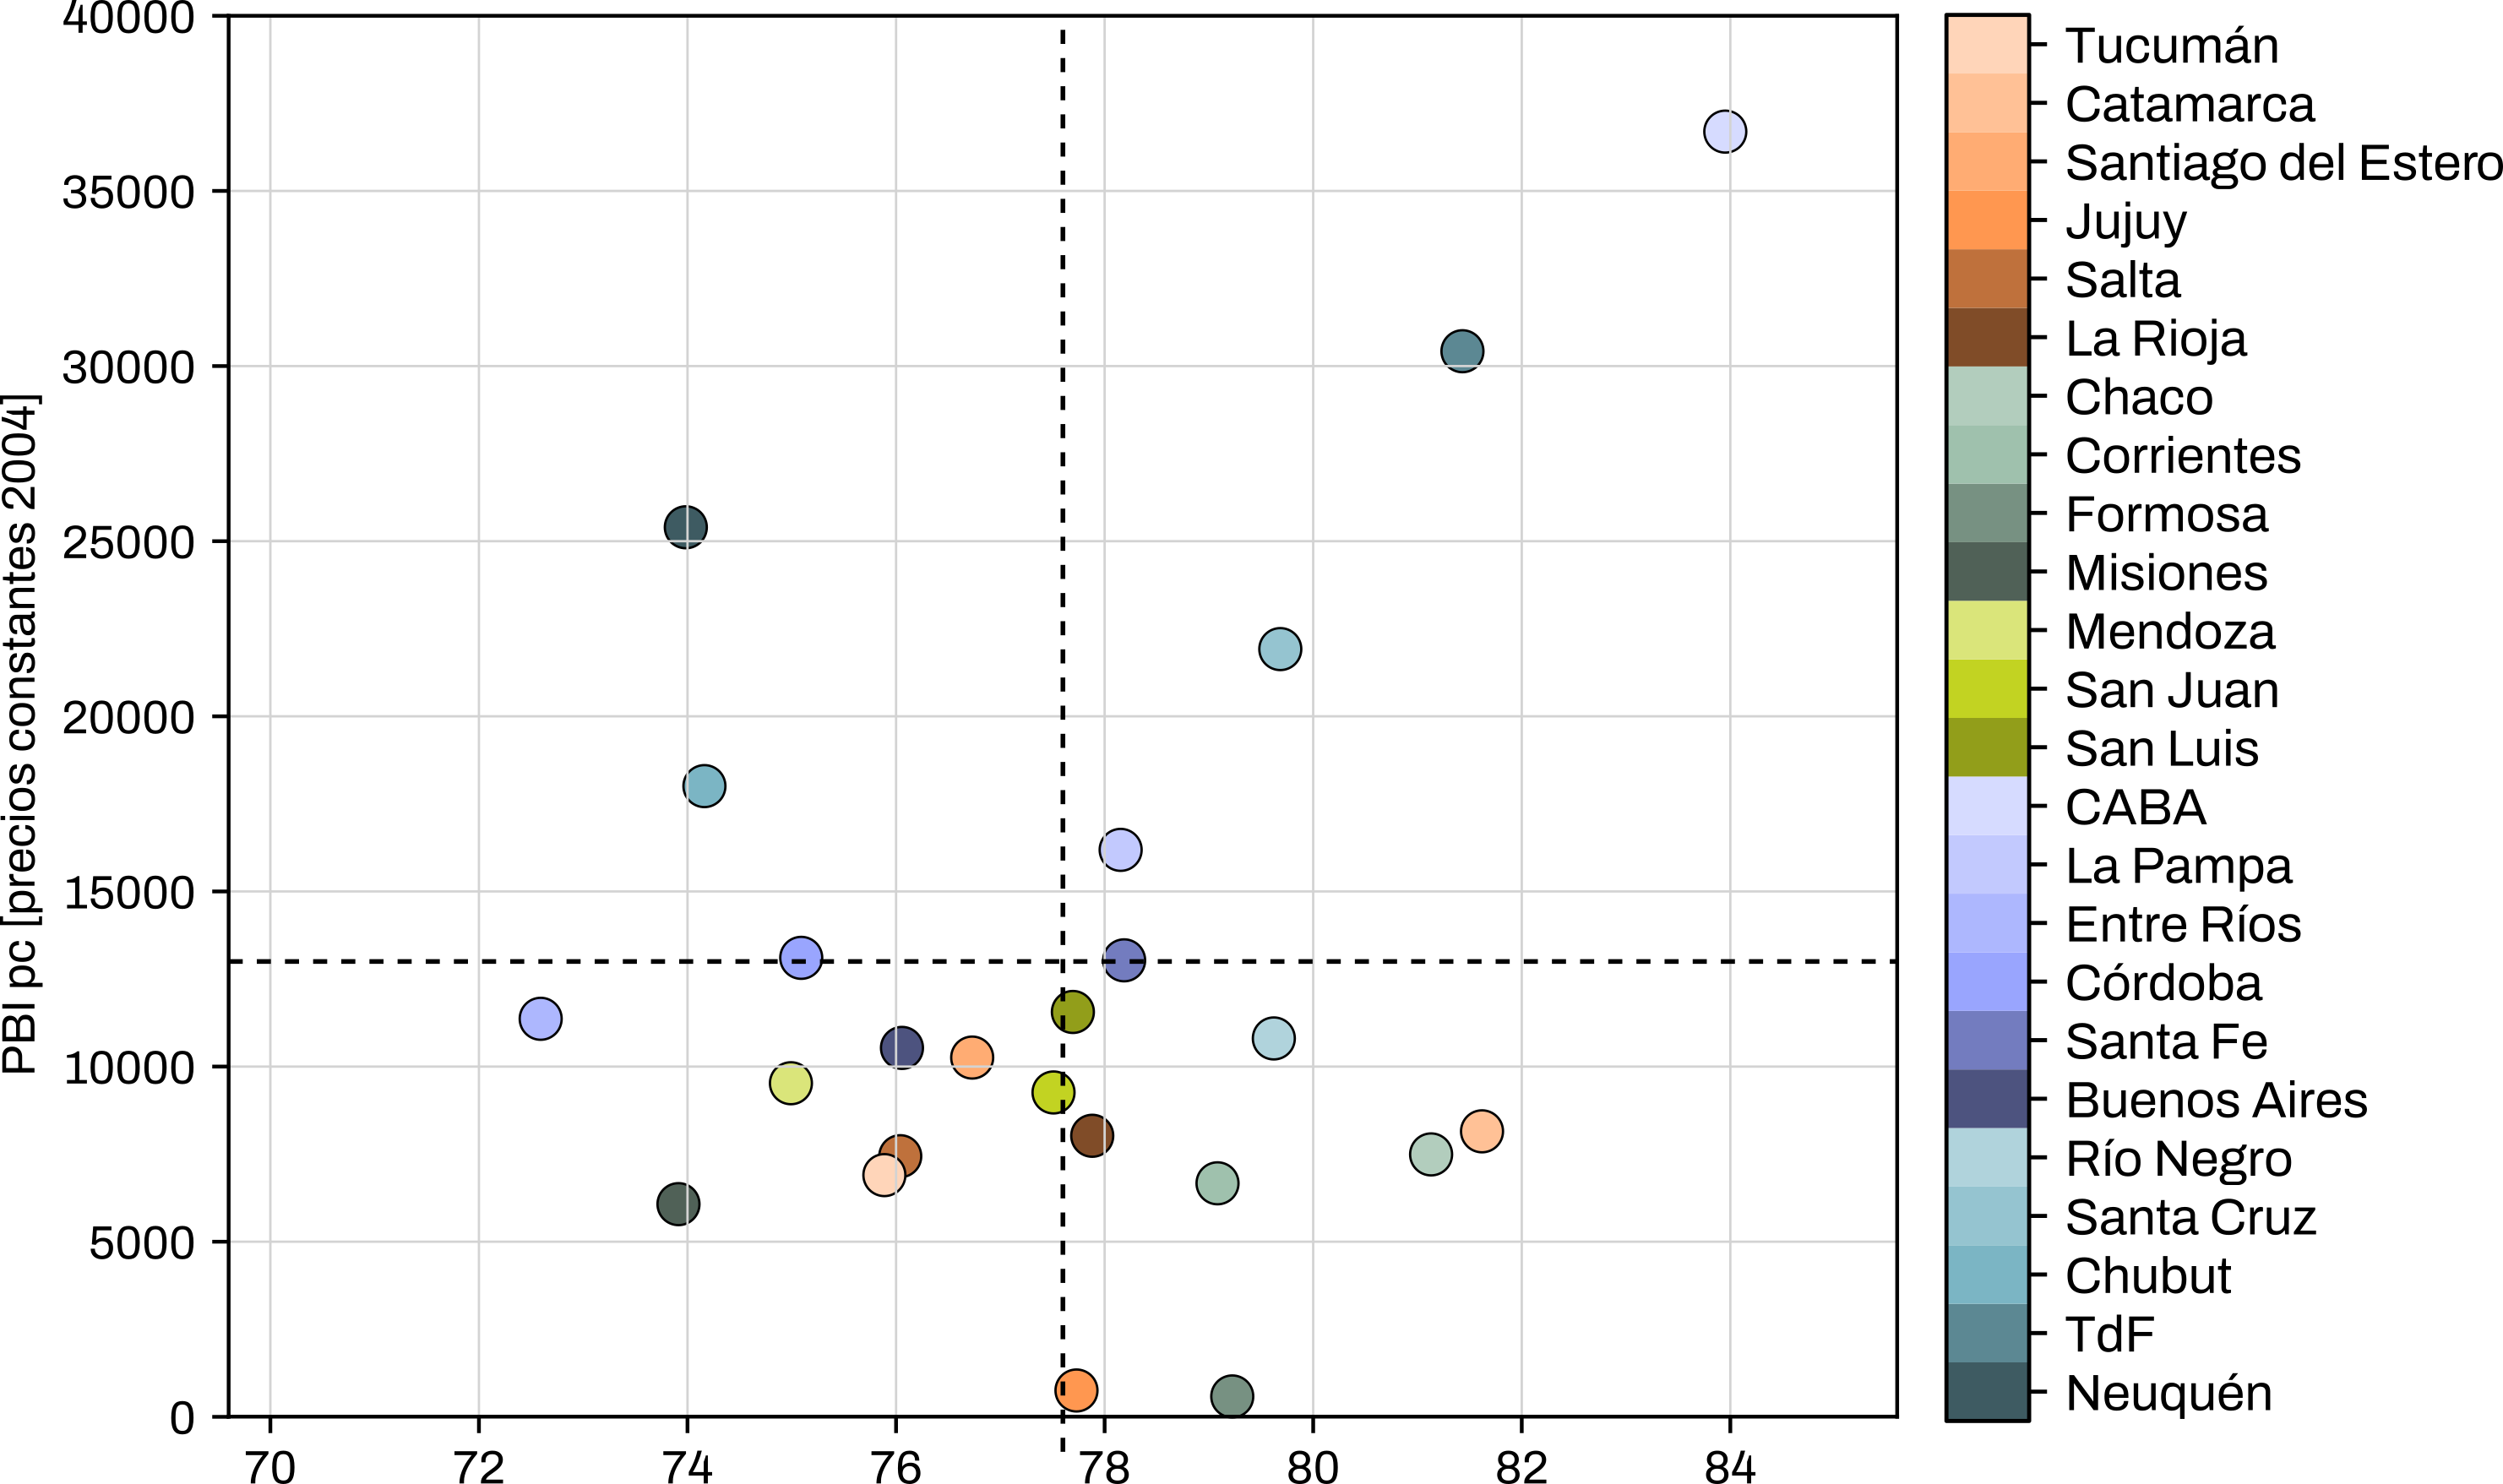 PBI pc [precios constantes 2004]
40000
35000
30000
25000
20000
15000
10000
5000
0
70 72 74 76 78 80 82 84
Tucumán
Catamarca
Santiago del Estero
Jujuy
Salta
La Rioja
Chaco
Corrientes
Formosa
Misiones
Mendoza
San Juan
San Luis
CABA
La Pampa
Entre Ríos
Córdoba
Santa Fe
Buenos Aires
Río Negro
Santa Cruz
Chubut
TdF
Neuquén